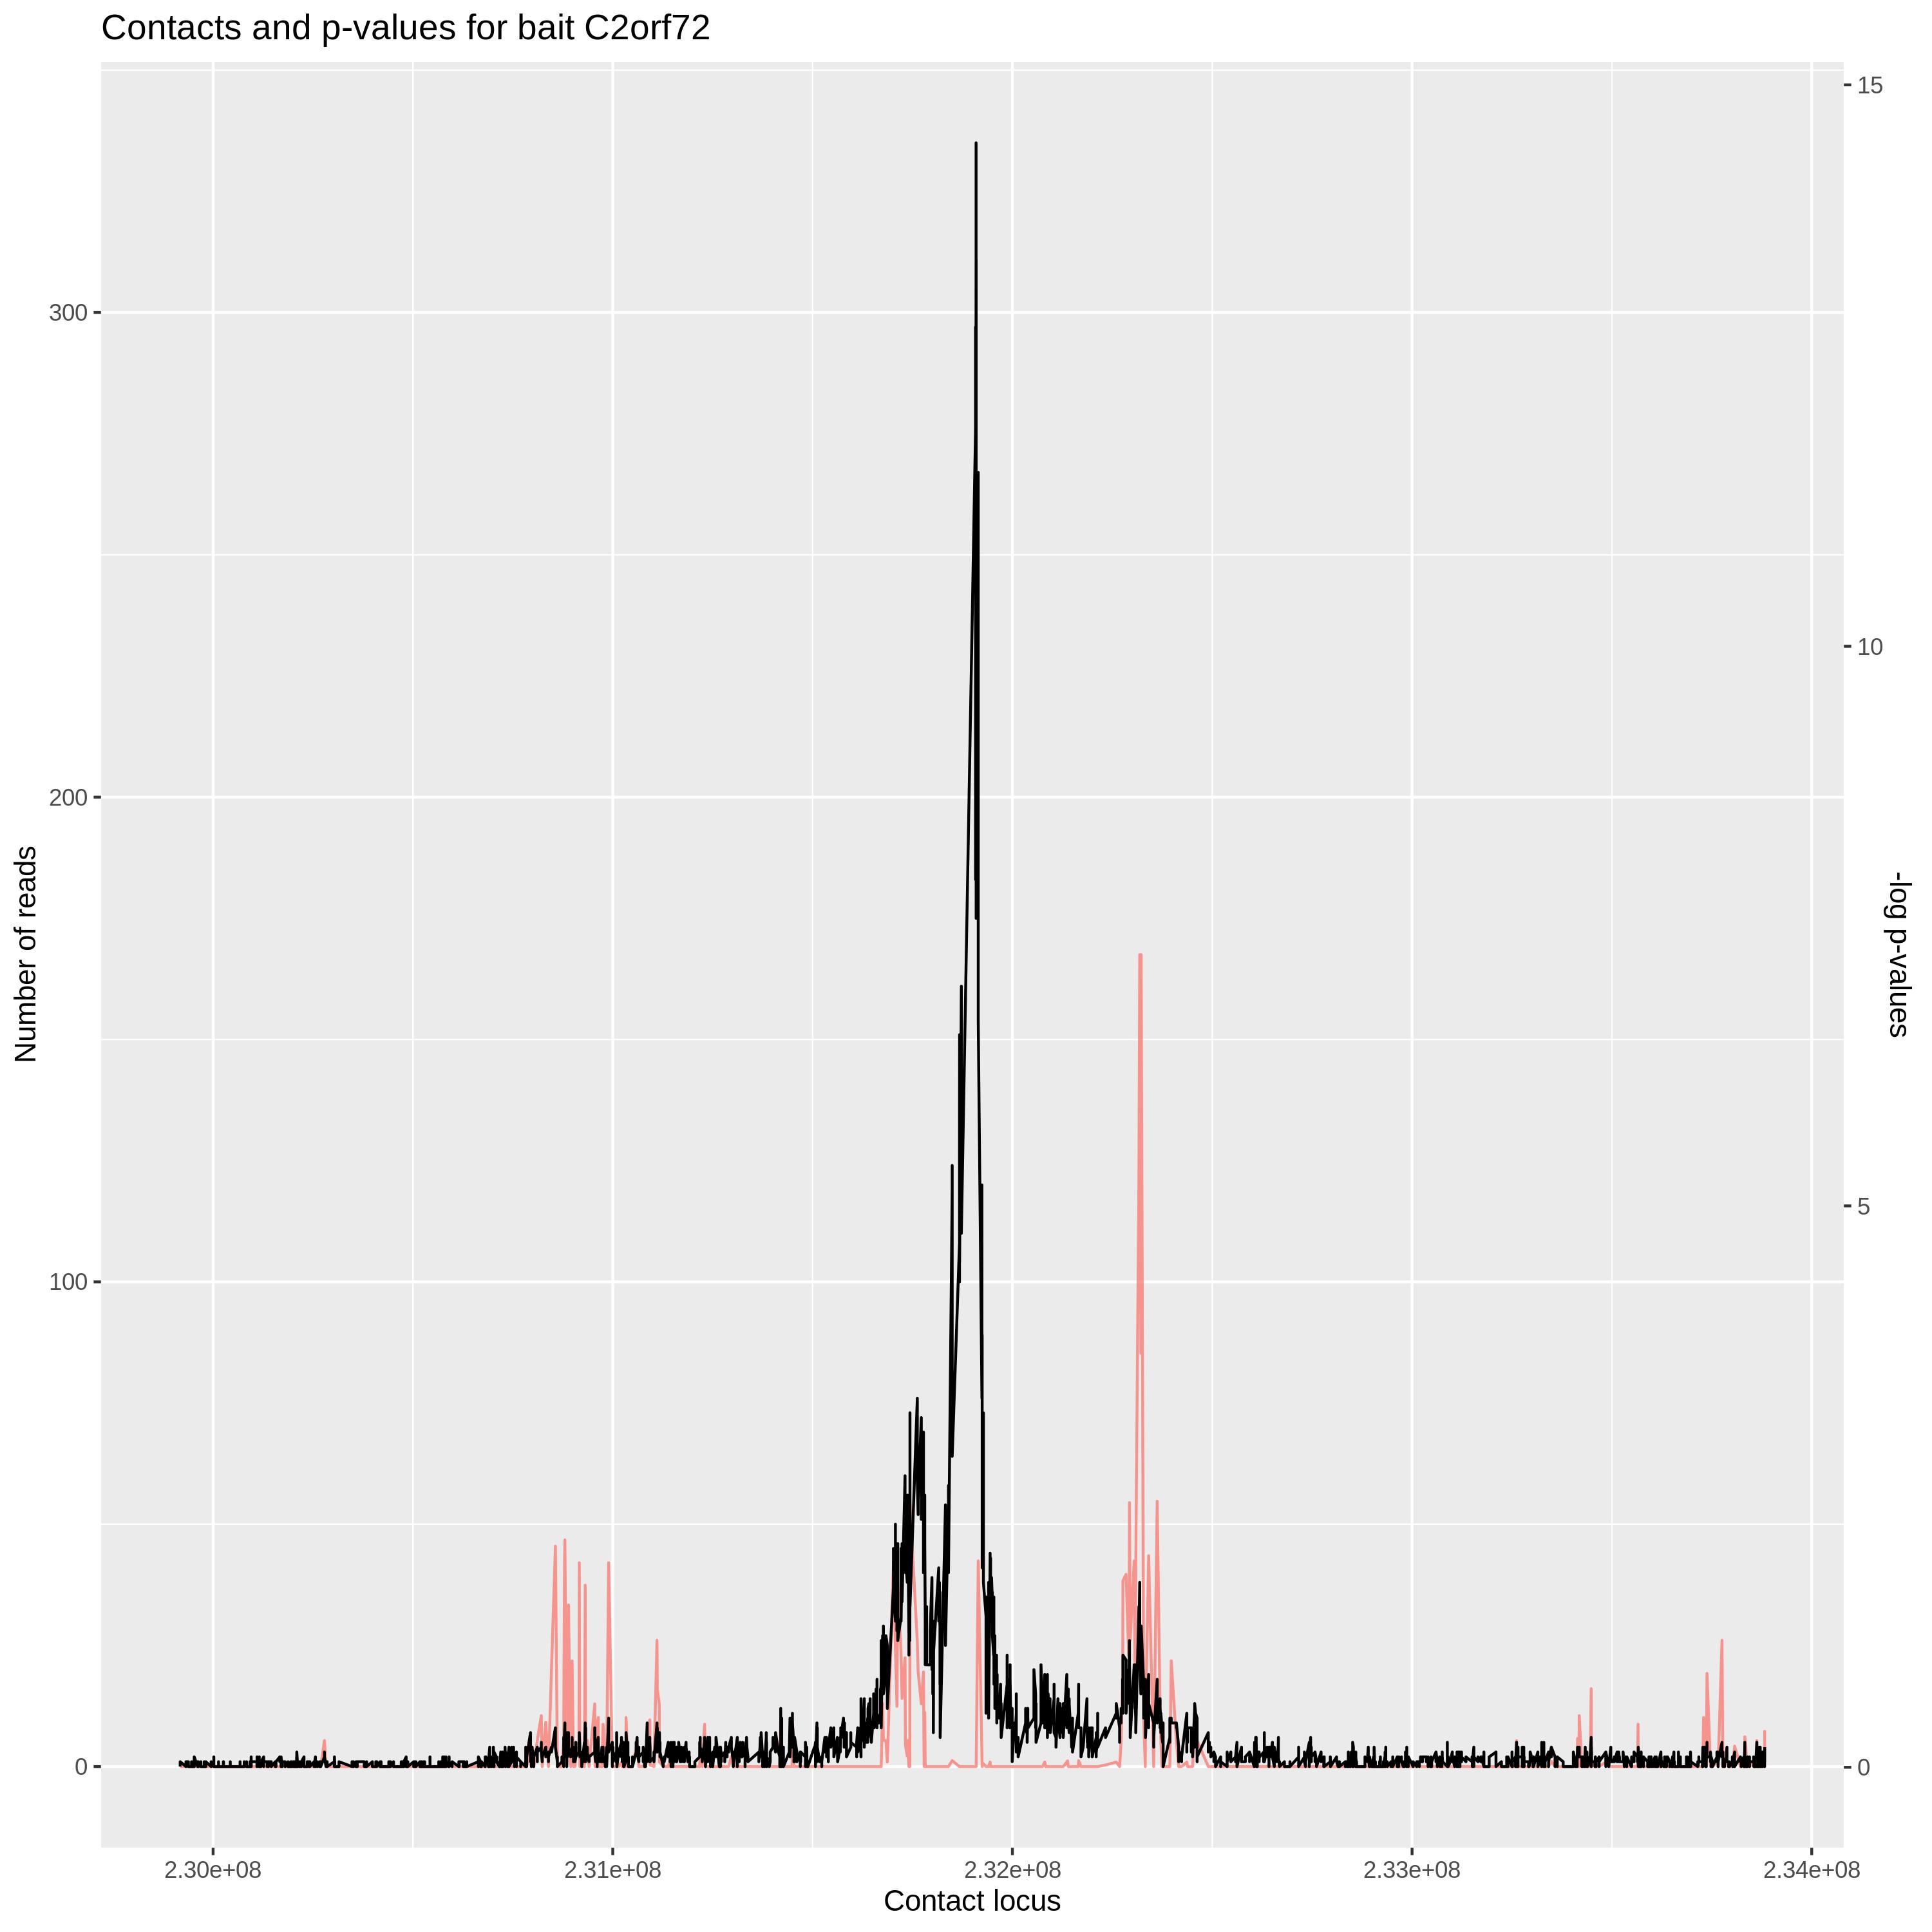 Contacts and p-values for bait C2orf72
15
300
10
200
Number of reads
-log p-values
5
100
0
0
2.30e+08
2.31e+08
2.32e+08
2.33e+08
2.34e+08
Contact locus